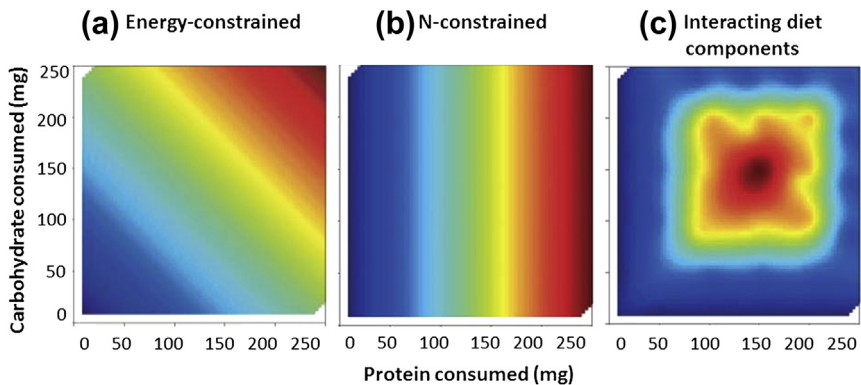 (a) Energy-constrained
(b) N-constrained
(c) Interacting diet
components
Carbohydrate consumed (mg)
250
200
150
100
50
0
0 50 100 150 200 250
0 50 100 150 200 250
0 50 100 150 200 250
Protein consumed (mg)